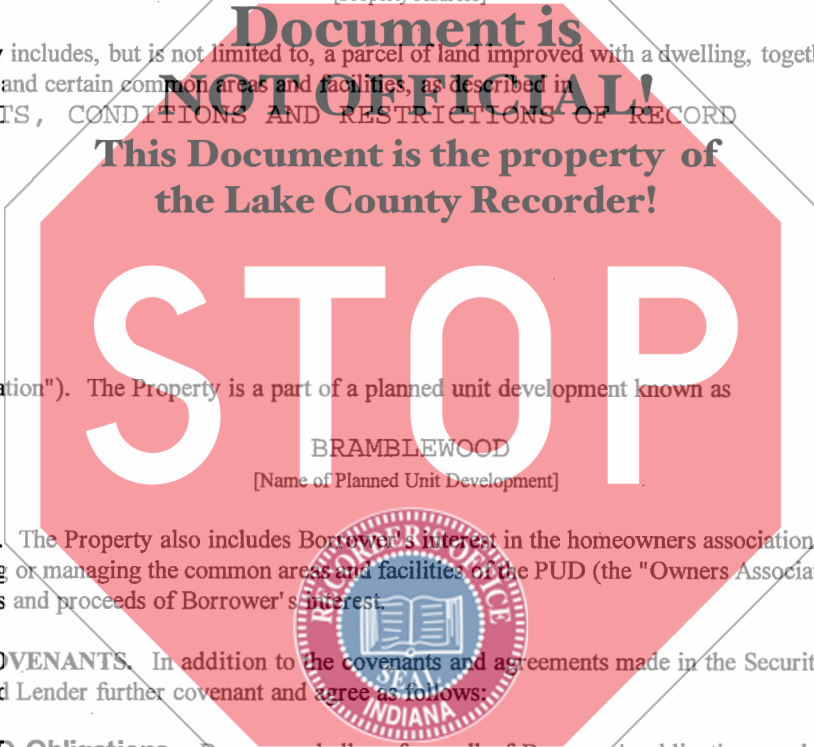 Document is
includes, but is not limited to, a parcel of land improved with a dwelling,
and certain common areas and facilities, as described in
NOT OFFICIAL!
TS, CONDITIONS AND RESTRICTIONS OF RECORD
This Document is the property of
the Lake County Recorder!
STOP
ation"). The Property is a part of a planned unit development known as
BRAMBLEWOOD
[Name of Planned Unit Development]
The Property also includes Borrower's interest in the homeowners association
or managing the common areas and facilities of the PUD (the "Owners Associa
and proceeds of Borrower's interest.
RECORDER'S OFFICE
SEAL
INDIANA
OVENANTS. In addition to the covenants and agreements made in the Securit
Lender further covenant and agree as follows: